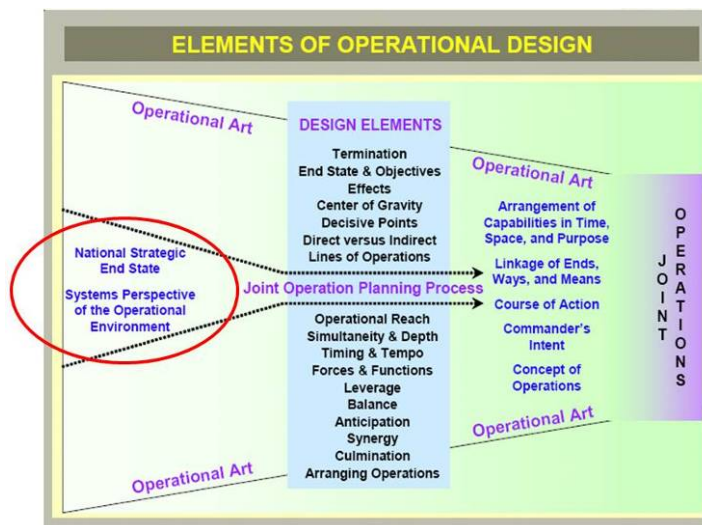 ELEMENTS OF OPERATIONAL DESIGN
Operational Art
Operational Art
National Strategic
End State
Systems Perspective
of the Operational
Environment
DESIGN ELEMENTS
Termination
End State & Objectives
Effects
Center of Gravity
Decisive Points
Direct versus Indirect
Lines of Operations
Joint Operation Planning Process
Operational Reach
Simultaneity & Depth
Timing & Tempo
Forces & Functions
Leverage
Balance
Anticipation
Synergy
Culmination
Arranging Operations
Arrangement of
Capabilities in Time,
Space, and Purpose
Linkage of Ends,
Ways, and Means
Course of Action
Commander's
Intent
Concept of
Operations
Operational Art
Operational Art
JOINT
OPERATIONS